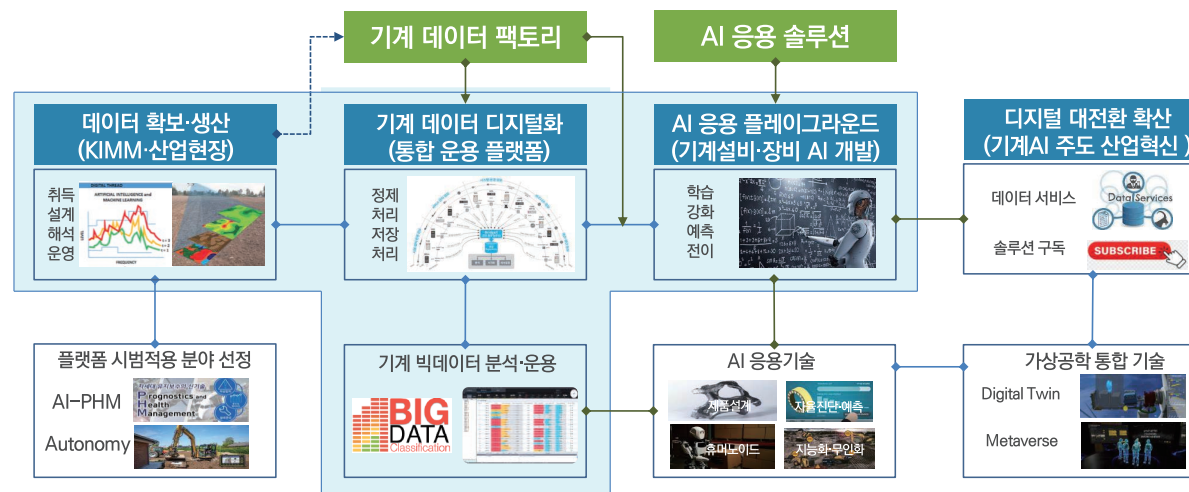 기계 데이터 팩토리
AI 응용 솔루션
데이터 확보·생산
(KIMM·산업현장)
기계 데이터 디지털화
(통합 운용 플랫폼)
AI 응용 플레이그라운드
(기계설비·장비 AI 개발)
디지털 대전환 확산
(기계AI 주도 산업혁신 )
취득
설계
해석
운영
DIGITAL THREAD
ARTIFICIAL INTELLIGENCE and
MACHINE LEARNING
FREQUENCY
정제
처리
저장
처리
학습
강화
예측
전이
데이터 서비스
Data Services
솔루션 구독
SUBSCRIBE
플랫폼 시범적용 분야 선정
AI-PHM
Prognostics and
Health
Management
Autonomy
기계 빅데이터 분석·운용
BIG
DATA
Classification
AI 응용기술
제품설계
자율진단·예측
휴머노이드
지능화·무인화
가상공학 통합 기술
Digital Twin
Metaverse